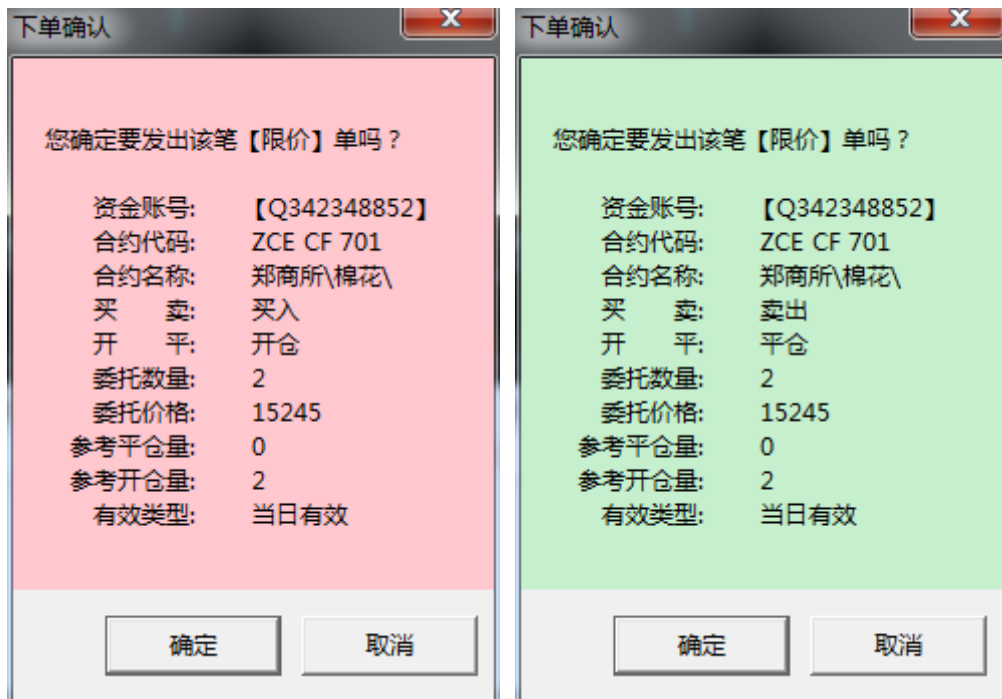 下单确认
您确定要发出该笔【限价】单吗？
资金账号: 【Q342348852】
合约代码: ZCE CF 701
合约名称: 郑商所\棉花\
买 卖: 买入
开 平: 开仓
委托数量: 2
委托价格: 15245
参考平仓量: 0
参考开仓量: 2
有效类型: 当日有效
确定 取消
下单确认
您确定要发出该笔【限价】单吗？
资金账号: 【Q342348852】
合约代码: ZCE CF 701
合约名称: 郑商所\棉花\
买 卖: 卖出
开 平: 平仓
委托数量: 2
委托价格: 15245
参考平仓量: 0
参考开仓量: 2
有效类型: 当日有效
确定 取消